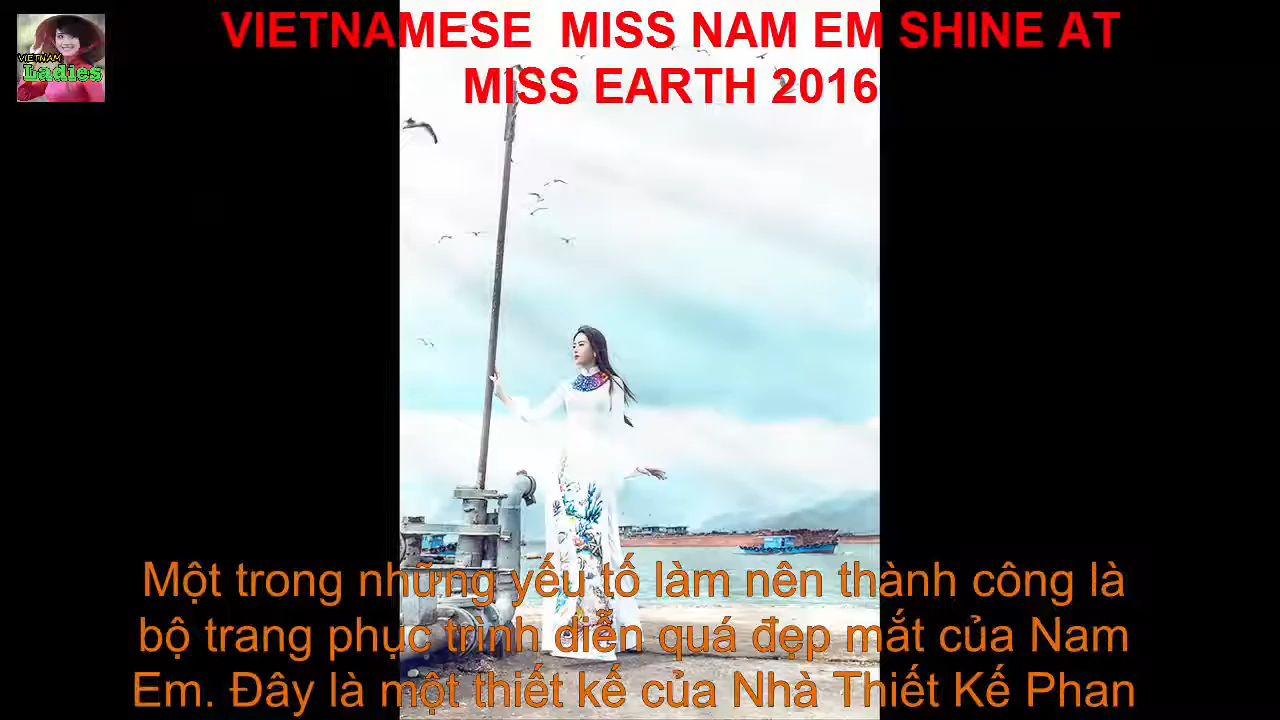 VIETNAMESE  MISS NAM EM SHINE AT
MISS EARTH 2016
VIETNAM
Ladies
Một trong những yếu tố làm nên thành công là
bộ trang phục trình diễn quá đẹp mắt của Nam
Em. Đây là một thiết kế của Nhà Thiết Kế Phan